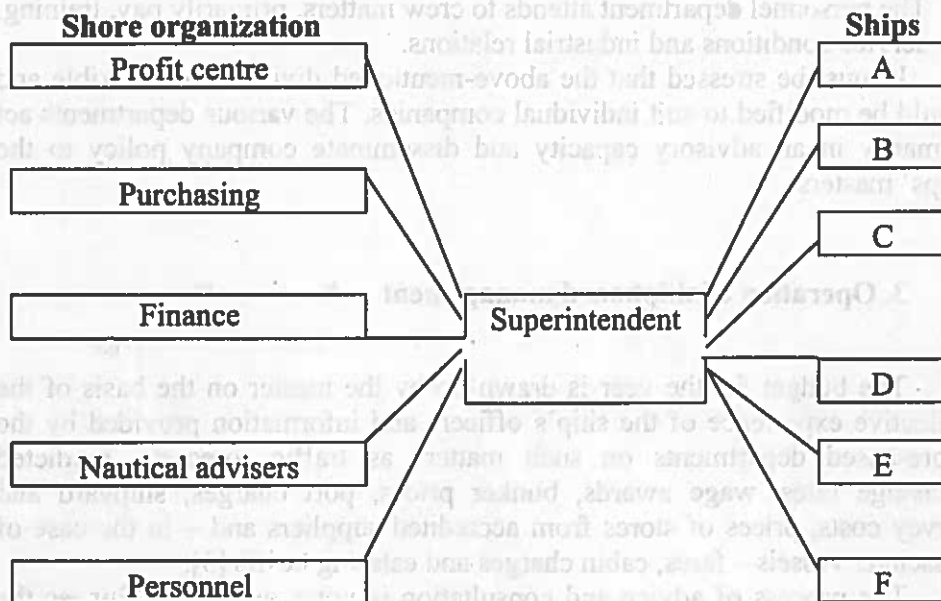 Shore organization
Ships
Profit centre
A
Purchasing
B
C
Finance
Superintendent
D
Nautical advisers
E
Personnel
F